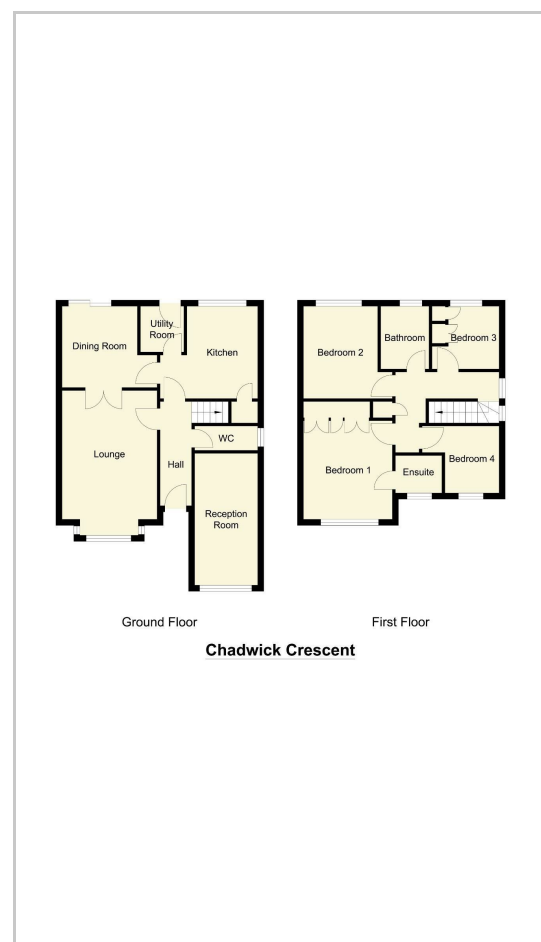 Dining Room
Utility
Room
Kitchen
Lounge
Hall
WC
Reception
Room
Bedroom 2
Bathroom
Bedroom 3
Bedroom 1
Ensuite
Bedroom 4
Ground Floor
First Floor
Chadwick Crescent